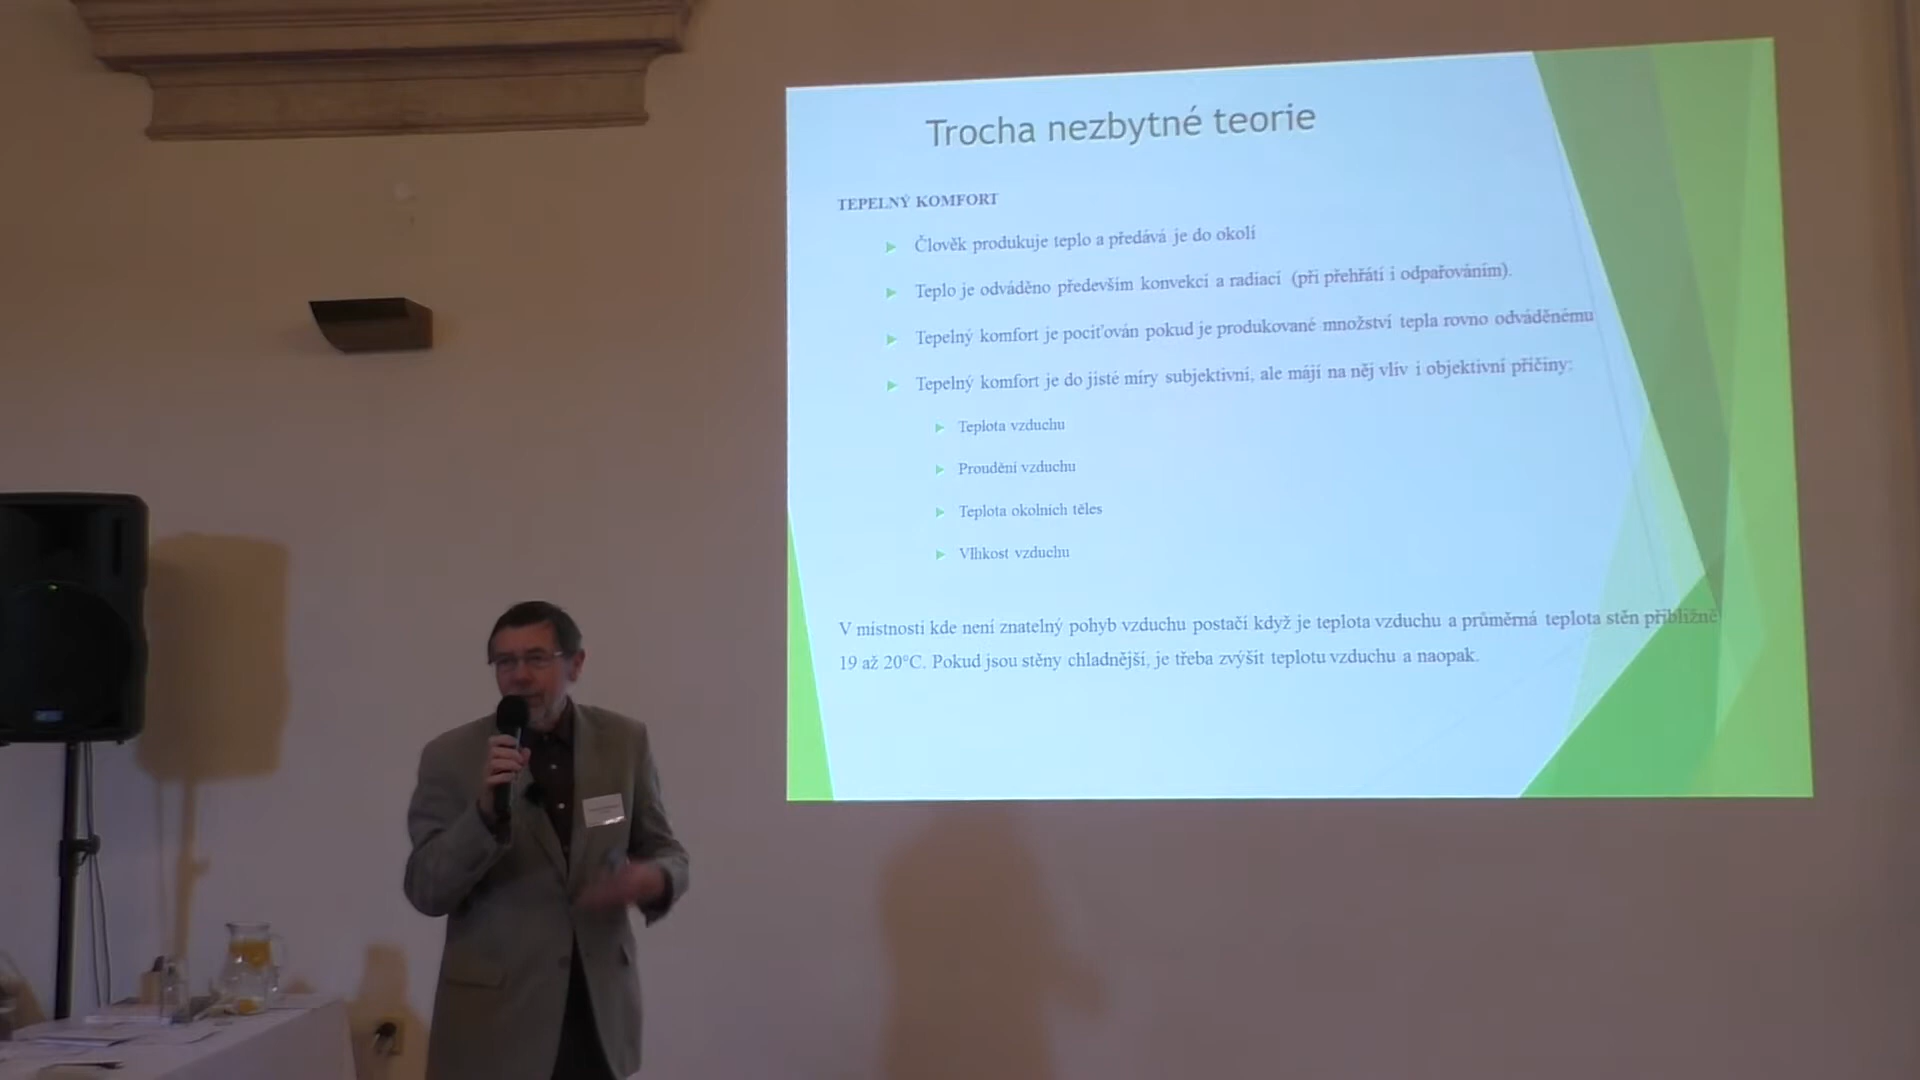 Trocha nezbytné teorie
TEPELNÝ KOMFORT
Člověk produkuje teplo a předává je do okolí
Teplo je odváděno především konvekcí a radiací (při přehřátí i odpařováním).
Tepelný komfort je pociťován pokud je produkované množství tepla rovno odváděnému
Tepelný komfort je do jisté míry subjektivní, ale májí na něj vlív i objektivní příčiny:
Teplota vzduchu
Proudění vzduchu
Teplota okolních těles
Vlhkost vzduchu
V místnosti kde není znatelný pohyb vzduchu postačí když je teplota vzduchu a průměrná teplota stěn přibližně
19 až 20°C. Pokud jsou stěny chladnější, je třeba zvýšit teplotu vzduchu a naopak.